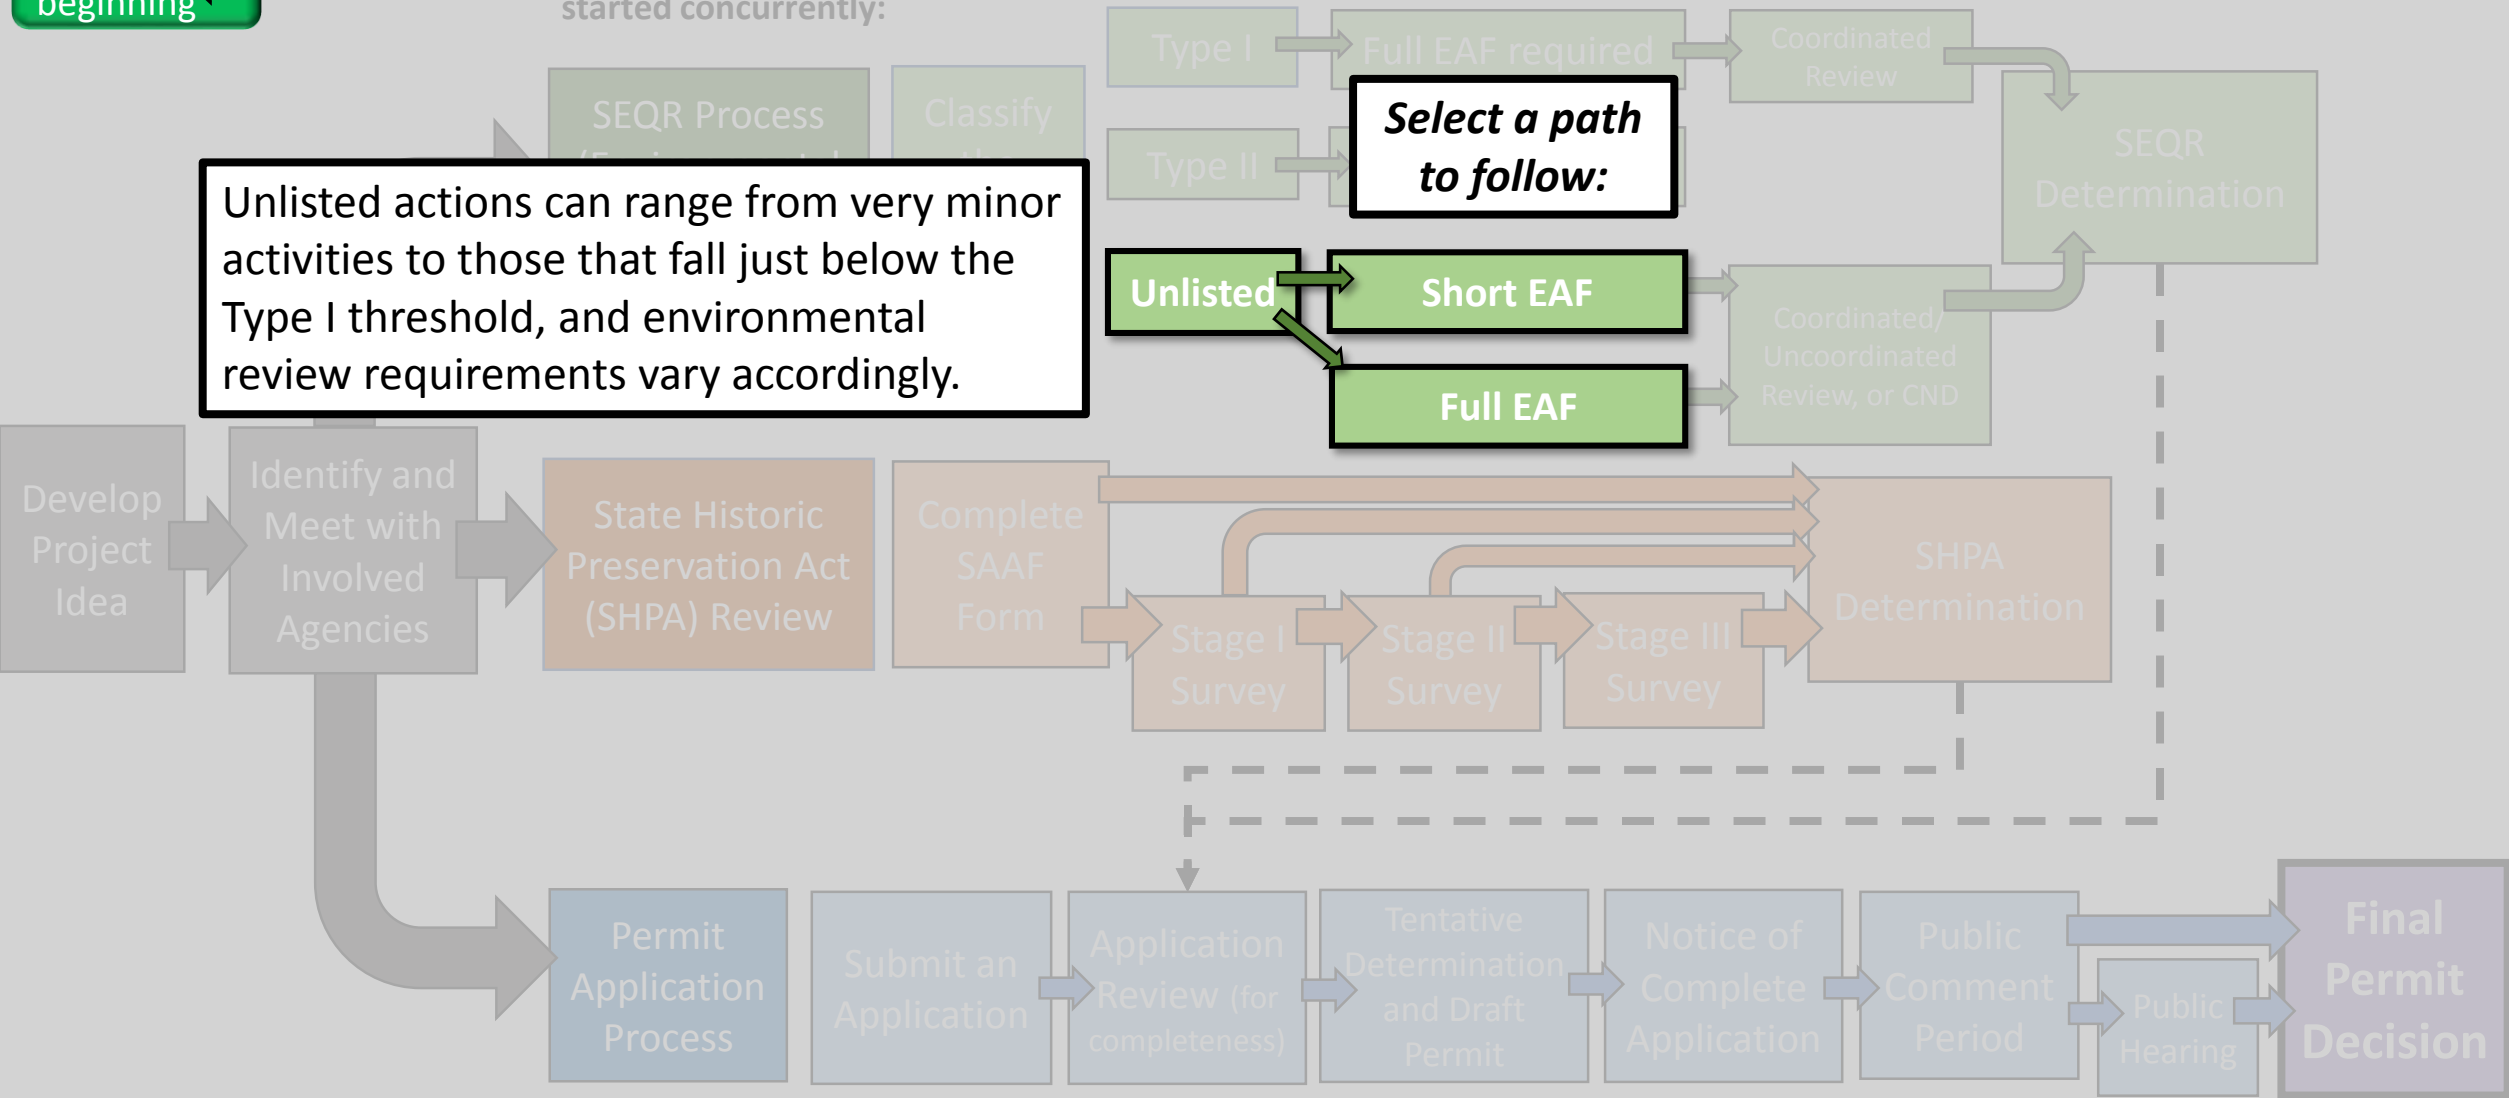 beginning
started concurrently:
Type I
Full EAF required
Coordinated
Review
SEQR Process
Classify
Select a path
to follow:
Type II
SEQR
Determination
Unlisted actions can range from very minor
activities to those that fall just below the
Type I threshold, and environmental
review requirements vary accordingly.
Unlisted
Short EAF
Full EAF
Coordinated/
Uncoordinated
Review, or CND
Develop
Project
Idea
Identify and
Meet with
Involved
Agencies
State Historic
Preservation Act
(SHPA) Review
Complete
SAAF
Form
Stage I
Survey
Stage II
Survey
Stage III
Survey
SHPA
Determination
Permit
Application
Process
Submit an
Application
Application
Review (for
completeness)
Tentative
Determination
and Draft
Permit
Notice of
Complete
Application
Public
Comment
Period
Public
Hearing
Final
Permit
Decision